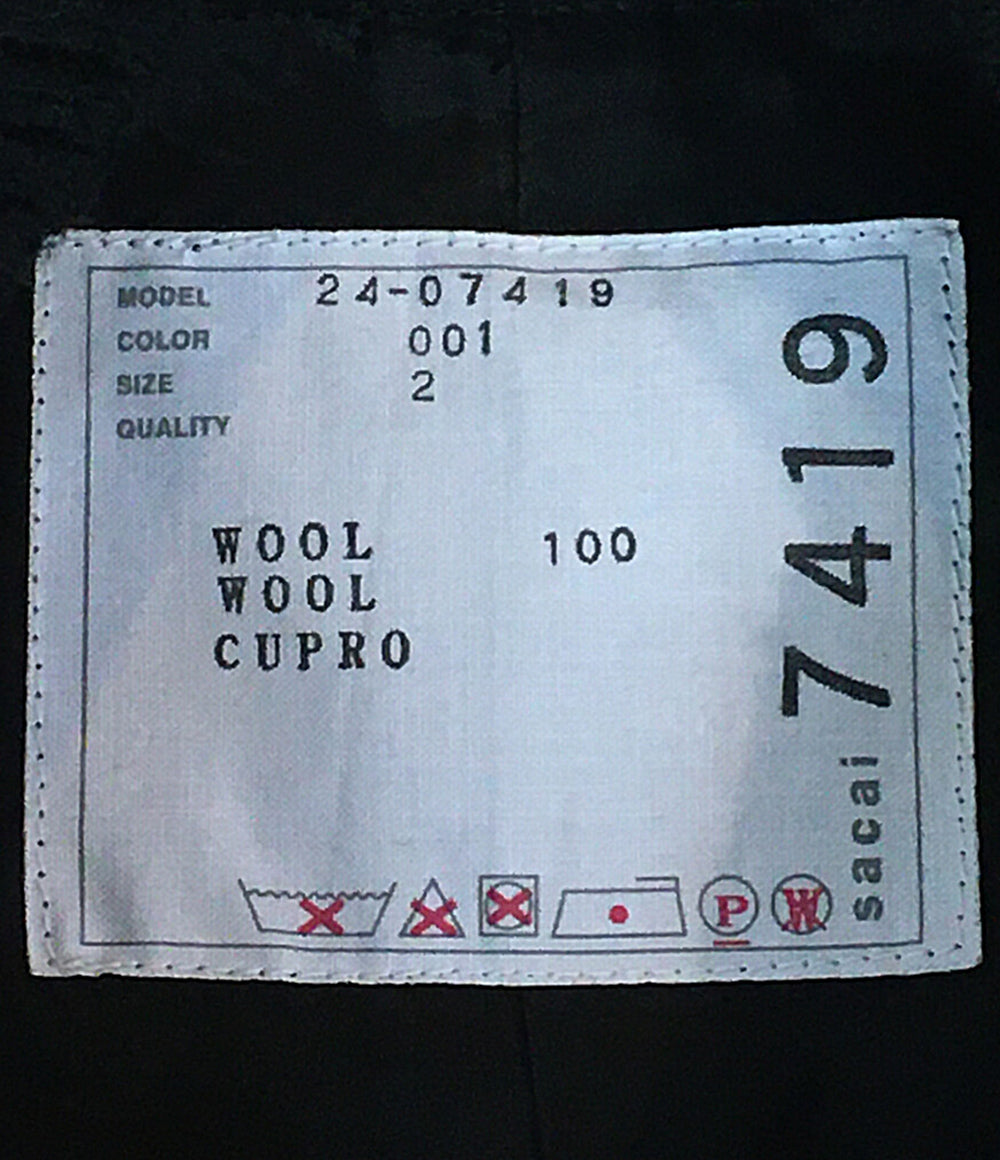 MODEL 24-07419
COLOR 001
SIZE 2
QUALITY
WOOL 100
WOOL
CUPRO
sacai 7419
P W